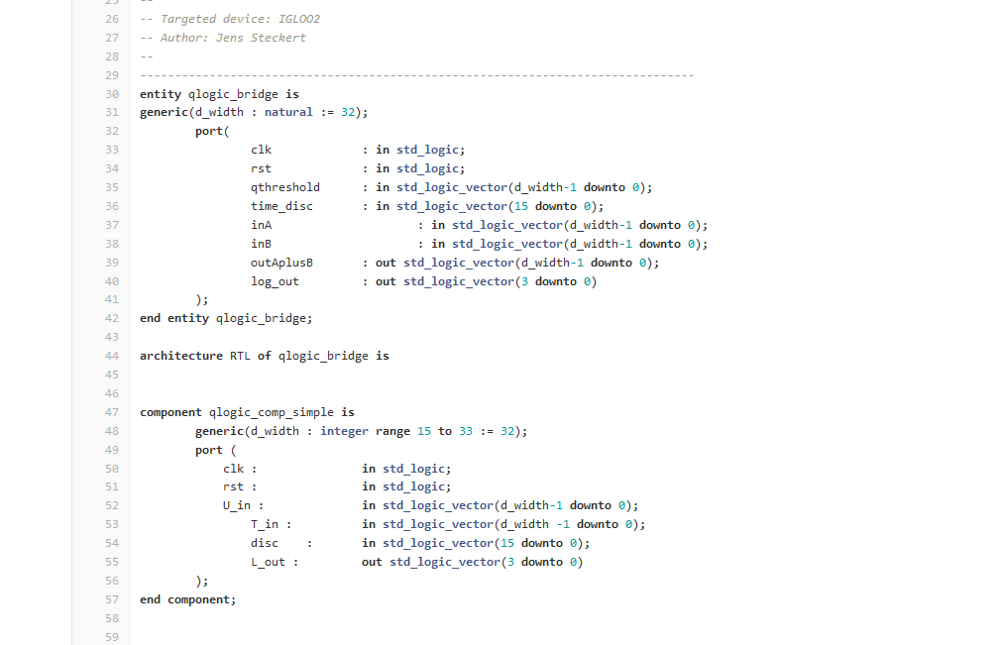 25 --
26 -- Targeted device: IGLOO2
27 -- Author: Jens Steckert
28 --
29 --------------------------------------------------------------------------------
30 entity qlogic_bridge is
31 generic(d_width : natural := 32);
32         port(
33                 clk             : in std_logic;
34                 rst             : in std_logic;
35                 qthreshold      : in std_logic_vector(d_width-1 downto 0);
36                 time_disc       : in std_logic_vector(15 downto 0);
37                 inA                     : in std_logic_vector(d_width-1 downto 0);
38                 inB                     : in std_logic_vector(d_width-1 downto 0);
39                 outAplusB       : out std_logic_vector(d_width-1 downto 0);
40                 log_out         : out std_logic_vector(3 downto 0)
41         );
42 end entity qlogic_bridge;
43
44 architecture RTL of qlogic_bridge is
45
46
47 component qlogic_comp_simple is
48         generic(d_width : integer range 15 to 33 := 32);
49         port (
50             clk :               in std_logic;
51             rst :               in std_logic;
52             U_in :              in std_logic_vector(d_width-1 downto 0);
53                 T_in :          in std_logic_vector(d_width -1 downto 0);
54                 disc    :       in std_logic_vector(15 downto 0);
55                 L_out :         out std_logic_vector(3 downto 0)
56         );
57 end component;
58
59